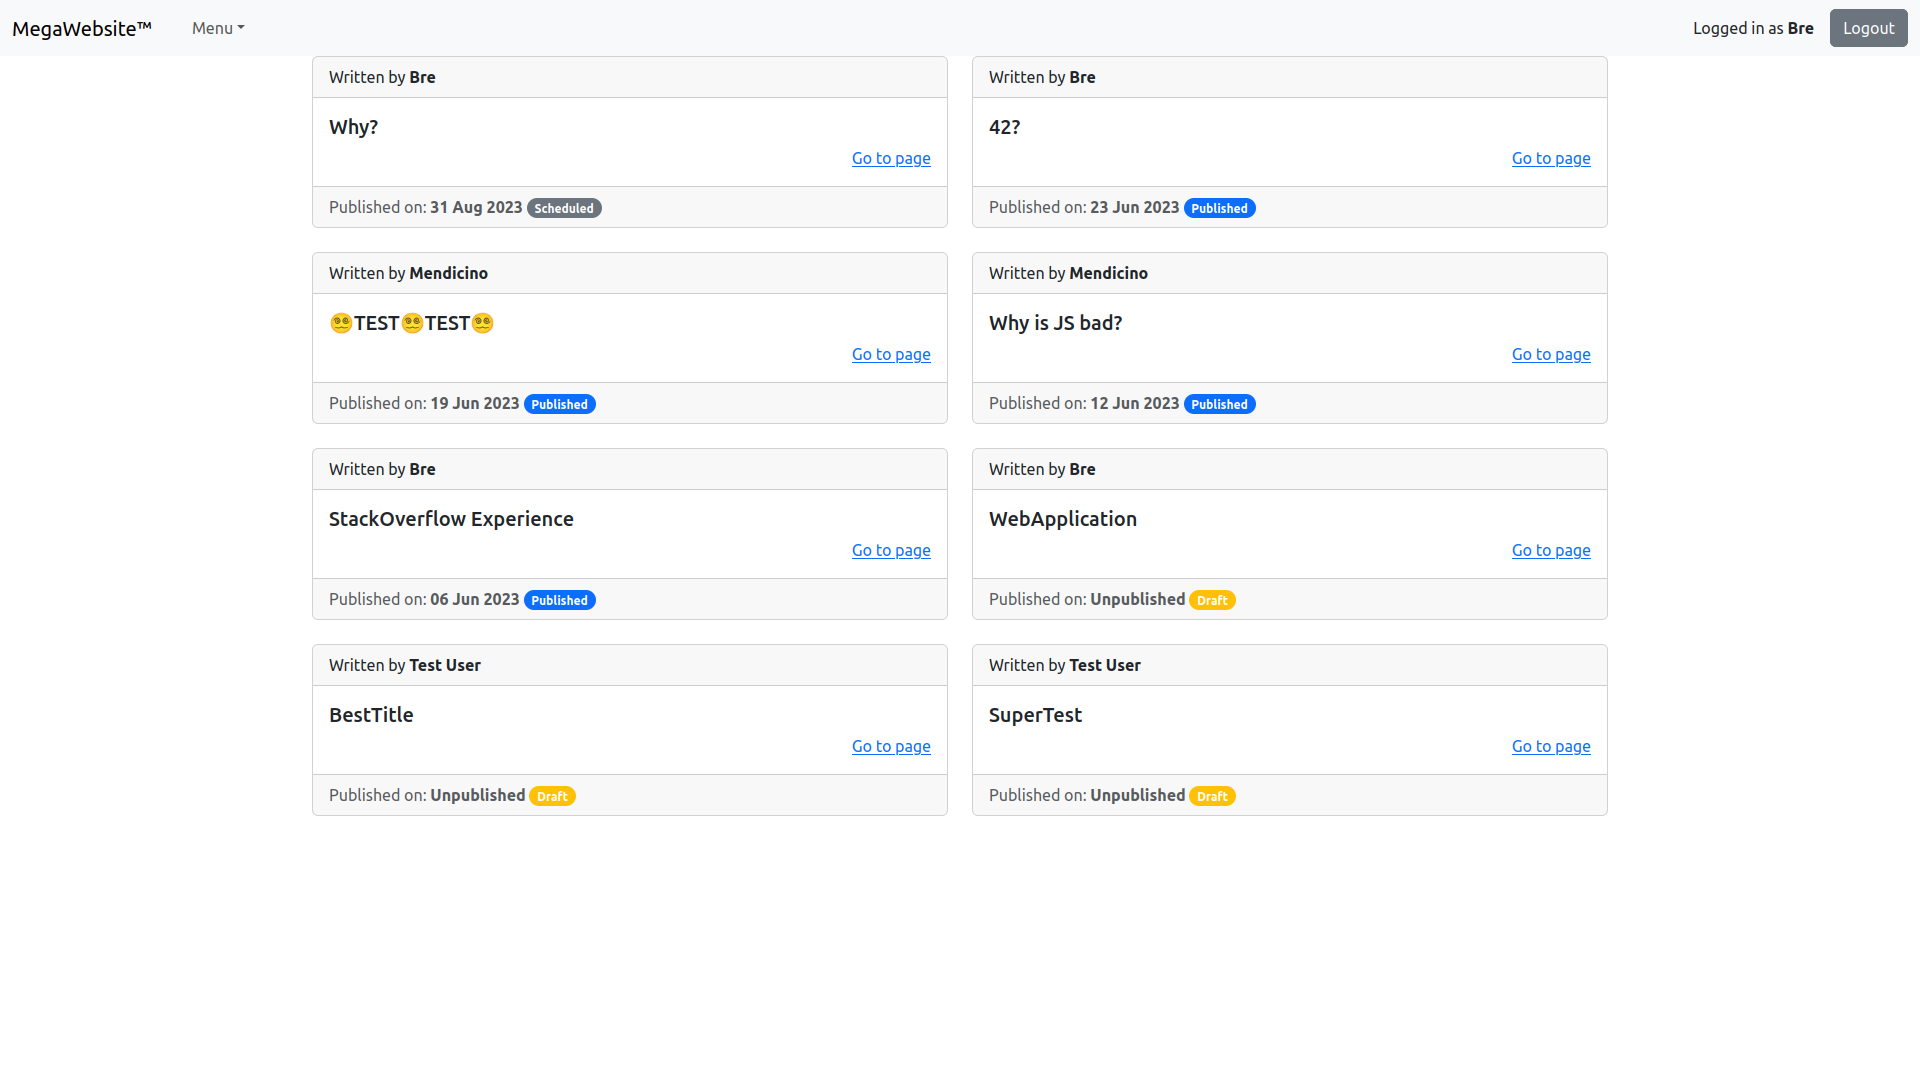 MegaWebsite™ Menu Logged in as Bre Logout
Written by Bre
Why?
Go to page
Published on: 31 Aug 2023 Scheduled
Written by Bre
42?
Go to page
Published on: 23 Jun 2023 Published
Written by Mendicino
😵‍💫TEST😵‍💫TEST😵‍💫
Go to page
Published on: 19 Jun 2023 Published
Written by Mendicino
Why is JS bad?
Go to page
Published on: 12 Jun 2023 Published
Written by Bre
StackOverflow Experience
Go to page
Published on: 06 Jun 2023 Published
Written by Bre
WebApplication
Go to page
Published on: Unpublished Draft
Written by Test User
BestTitle
Go to page
Published on: Unpublished Draft
Written by Test User
SuperTest
Go to page
Published on: Unpublished Draft